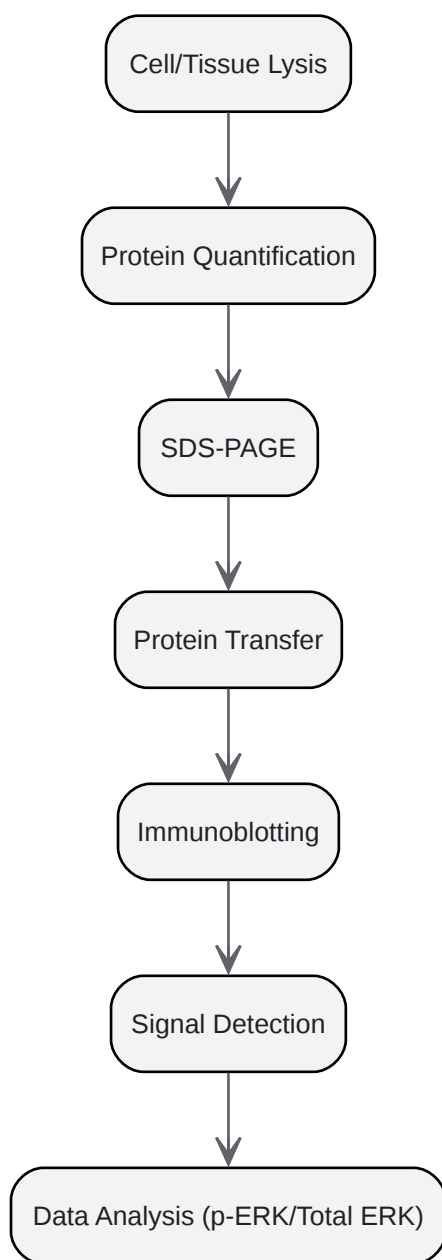 Cell/Tissue Lysis
Protein Quantification
SDS-PAGE
Protein Transfer
Immunoblotting
Signal Detection
Data Analysis (p-ERK/Total ERK)